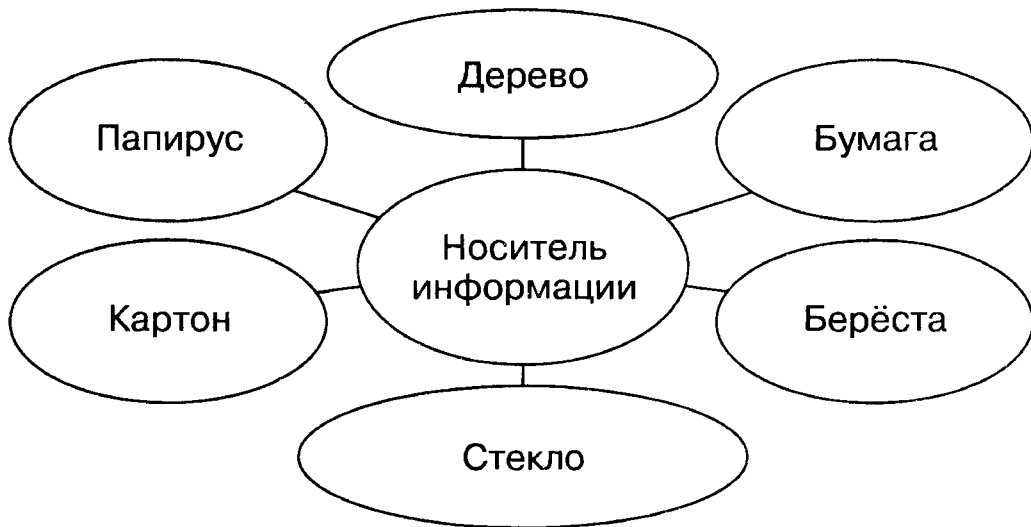 Дерево
Папирус
Бумага
Носитель
информации
Картон
Берёста
Стекло